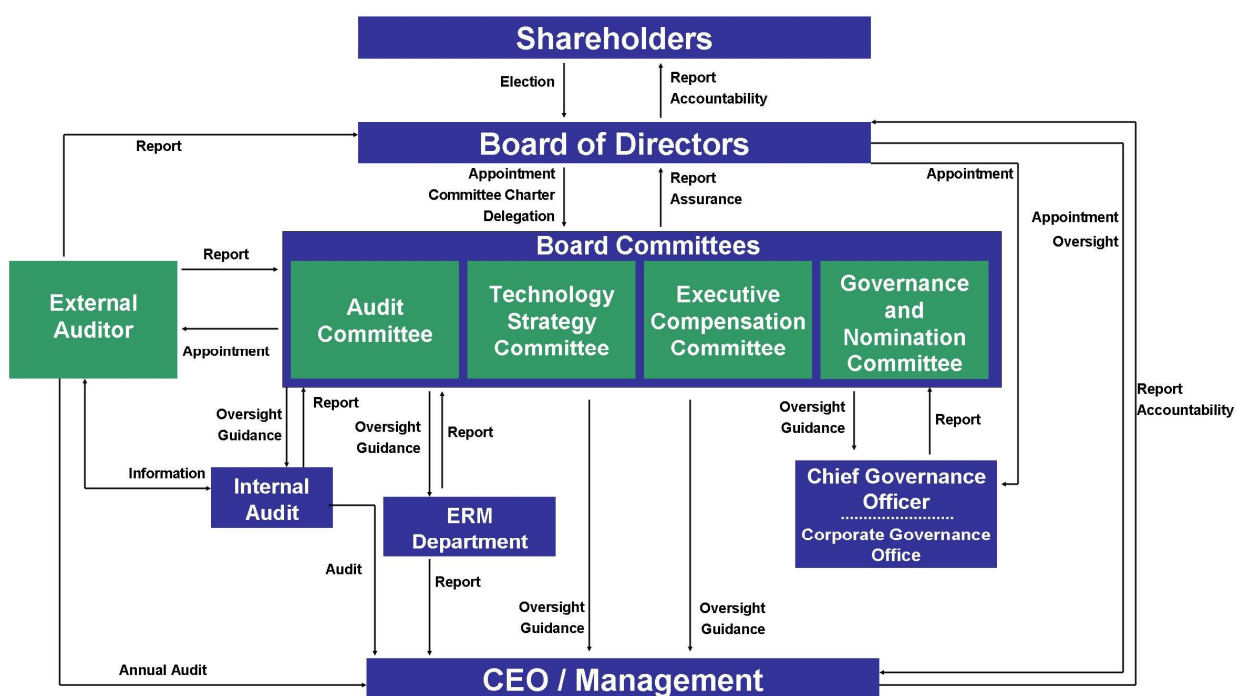 Shareholders
Election
Report
Accountability
Report
Board of Directors
Appointment
Committee Charter
Delegation
Report
Assurance
Appointment
Appointment
Oversight
Board Committees
Report
External
Auditor
Appointment
Audit
Committee
Technology
Strategy
Committee
Executive
Compensation
Committee
Governance
and
Nomination
Committee
Report
Accountability
Oversight
Guidance
Report
Oversight
Guidance
Report
Oversight
Guidance
Report
Information
Internal
Audit
ERM
Department
Chief Governance
Officer
Corporate Governance
Office
Audit
Report
Oversight
Guidance
Oversight
Guidance
Annual Audit
CEO / Management